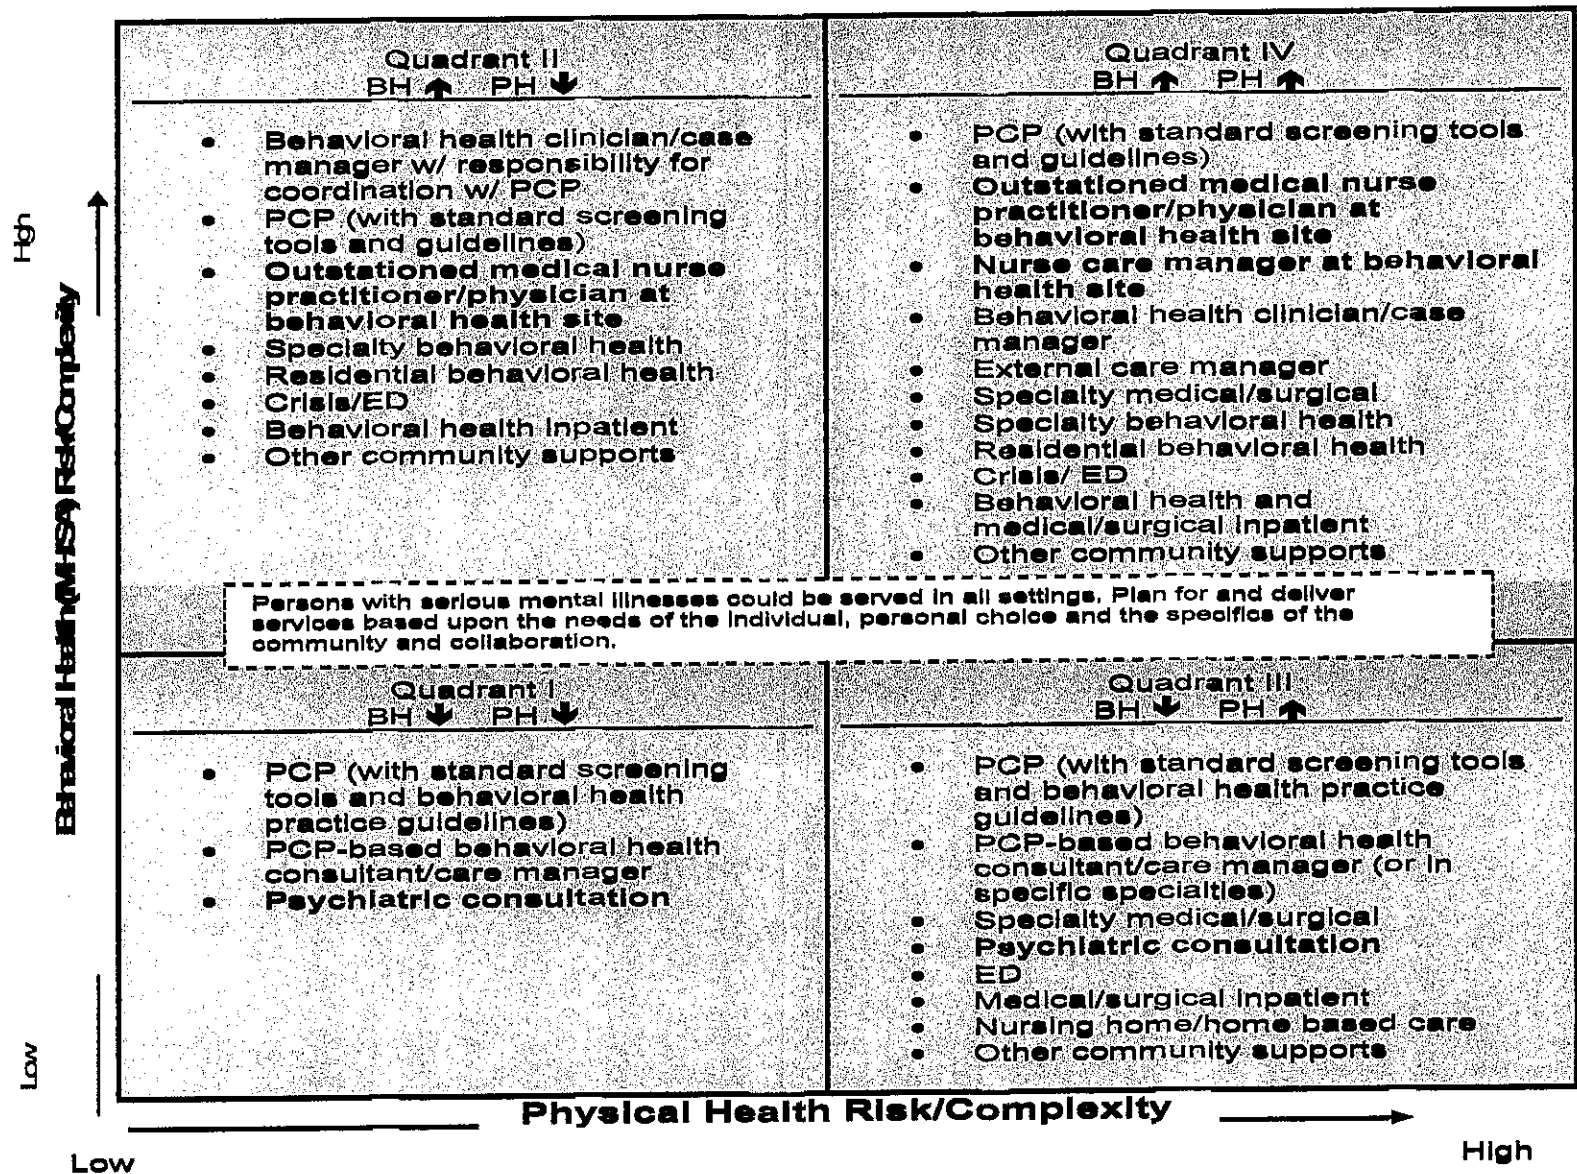 High
Behavioral Health (MH/SA) Risk/Complexity
Low
Quadrant II
BH PH
Behavioral health clinician/case
manager w/ responsibility for
coordination w/ PCP
PCP (with standard screening
tools and guidelines)
Outstationed medical nurse
practitioner/physician at
behavioral health site
Specialty behavioral health
Residential behavioral health
Crisis/ED
Behavioral health inpatient
Other community supports
Quadrant IV
BH PH
PCP (with standard screening tools
and guidelines)
Outstationed medical nurse
practitioner/physician at
behavioral health site
Nurse care manager at behavioral
health site
Behavioral health clinician/case
manager
External care manager
Specialty medical/surgical
Specialty behavioral health
Residential behavioral health
Crisis/ ED
Behavioral health and
medical/surgical inpatient
Other community supports
Persons with serious mental illnesses could be served in all settings. Plan for and deliver
services based upon the needs of the individual, personal choice and the specifics of the
community and collaboration.
Quadrant I
BH PH
PCP (with standard screening
tools and behavioral health
practice guidelines)
PCP-based behavioral health
consultant/care manager
Psychiatric consultation
Quadrant III
BH PH
PCP (with standard screening tools
and behavioral health practice
guidelines)
PCP-based behavioral health
consultant/care manager (or in
specific specialties)
Specialty medical/surgical
Psychiatric consultation
ED
Medical/surgical inpatient
Nursing home/home based care
Other community supports
Physical Health Risk/Complexity
Low
High